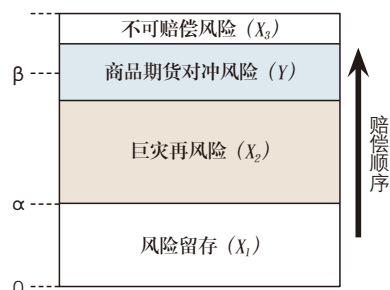 不可赔偿风险（X₃）
β
商品期货对冲风险（Y）
巨灾再风险（X₂）
α
风险留存（X₁）
0
赔偿顺序